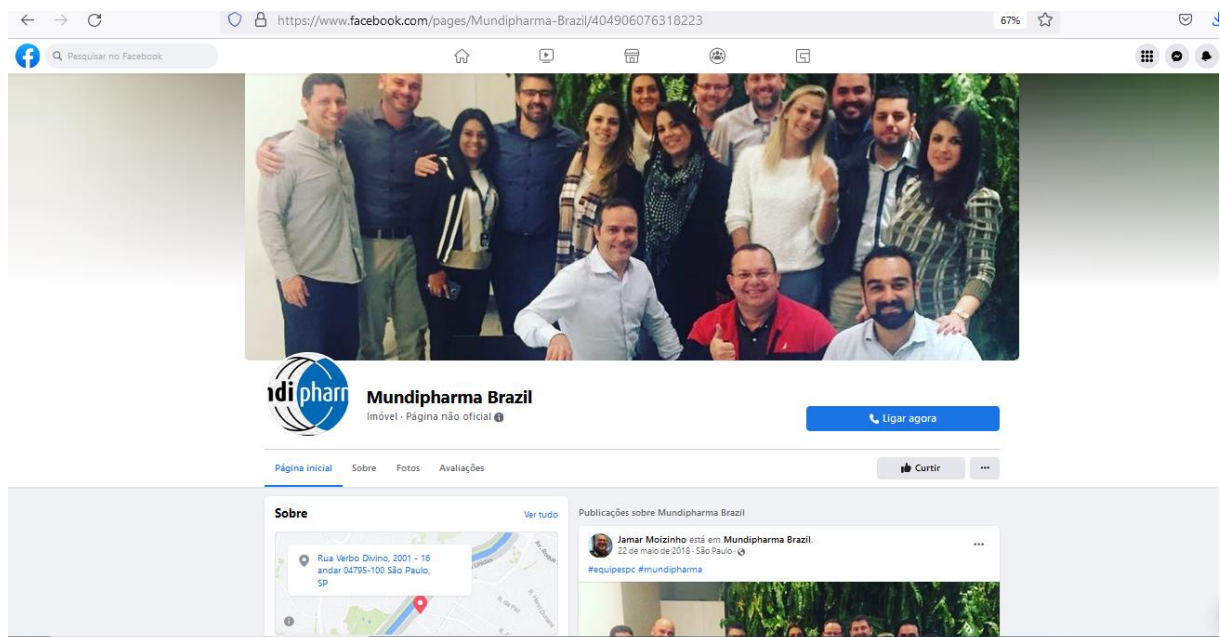 https://www.facebook.com/pages/Mundipharma-Brazil/404906076318223
67%
Pesquisar no Facebook
ndi pharr
Mundipharma Brazil
Imóvel · Página não oficial
Ligar agora
Página inicial Sobre Fotos Avaliações
Curtir
Sobre
Ver tudo
Rua Verbo Divino, 2001 - 16
andar 04795-100 São Paulo,
SP
Publicações sobre Mundipharma Brazil
Jamar Moizinho está em Mundipharma Brazil.
22 de maio de 2018 · São Paulo ·
#equipespc #mundipharma